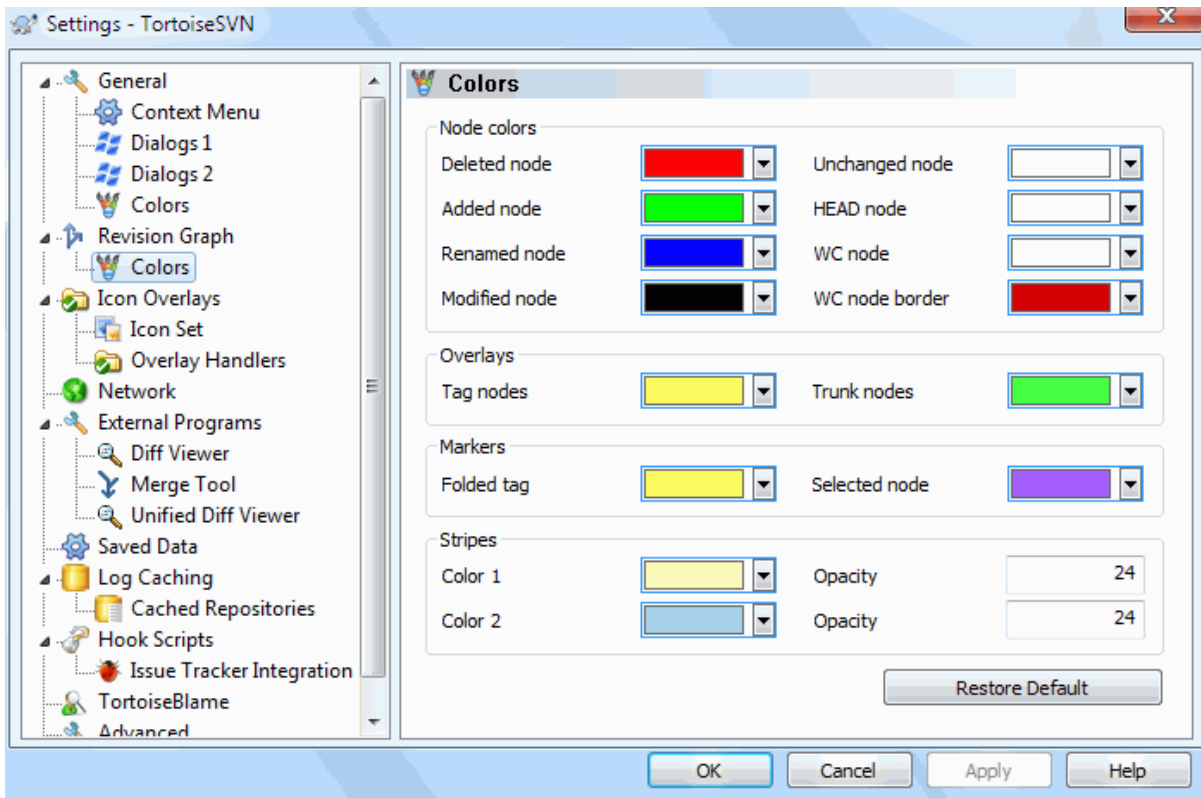 Settings - TortoiseSVN
X
General
Context Menu
Dialogs 1
Dialogs 2
Colors
Revision Graph
Colors
Icon Overlays
Icon Set
Overlay Handlers
Network
External Programs
Diff Viewer
Merge Tool
Unified Diff Viewer
Saved Data
Log Caching
Cached Repositories
Hook Scripts
Issue Tracker Integration
TortoiseBlame
Advanced
Colors
Node colors
Deleted node
Unchanged node
Added node
HEAD node
Renamed node
WC node
Modified node
WC node border
Overlays
Tag nodes
Trunk nodes
Markers
Folded tag
Selected node
Stripes
Color 1
Opacity
24
Color 2
Opacity
24
Restore Default
OK
Cancel
Apply
Help